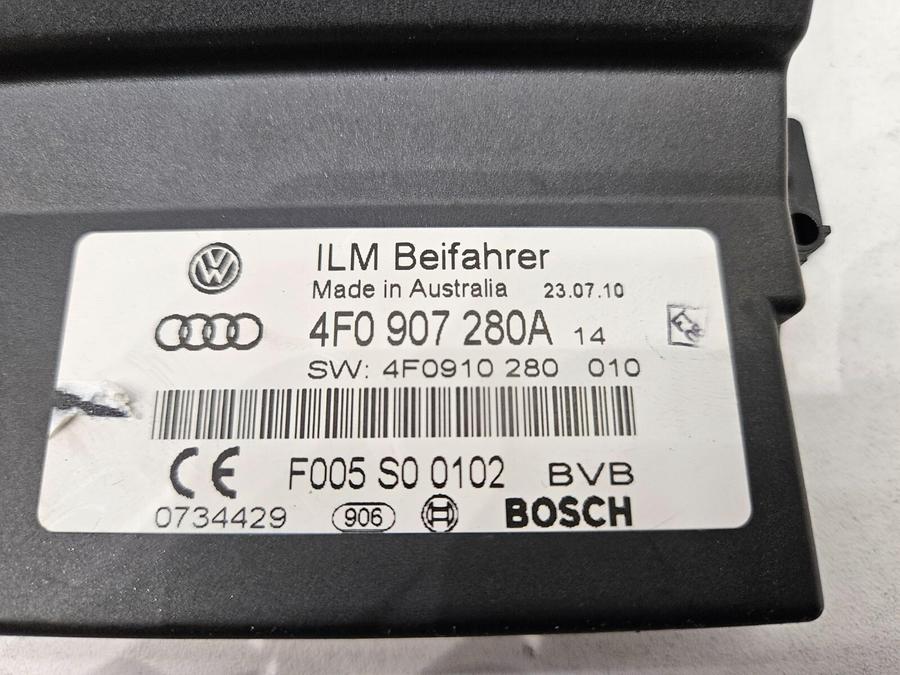 ILM Beifahrer
Made in Australia 23.07.10
4F0 907 280A 14
SW: 4F0910 280 010
CE F005 S0 0102 BVB
0734429 906 BOSCH